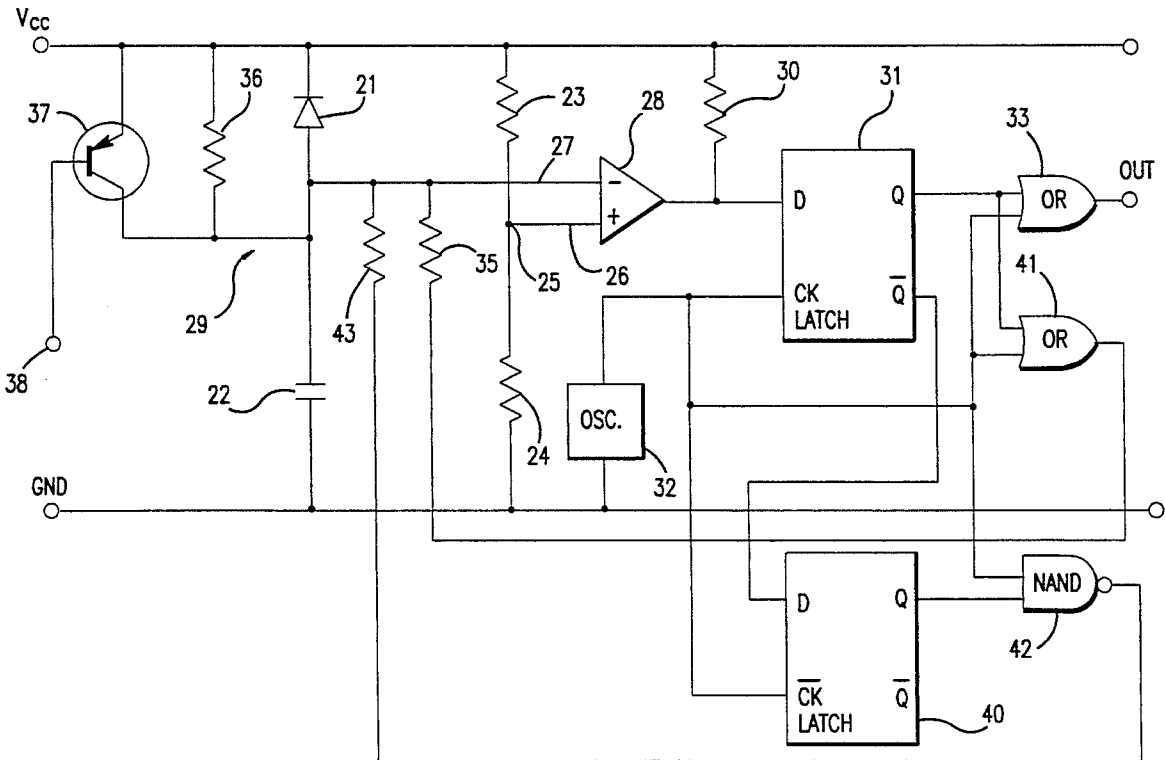 VCC
36
21
30
31
37
23
28
33
27
OUT
−
D
Q
OR
+
35
25
26
41
29
43
CK
Q̅
LATCH
OR
38
22
OSC.
24
32
GND
D
Q
NAND
42
C̅K̅
Q̅
LATCH
40